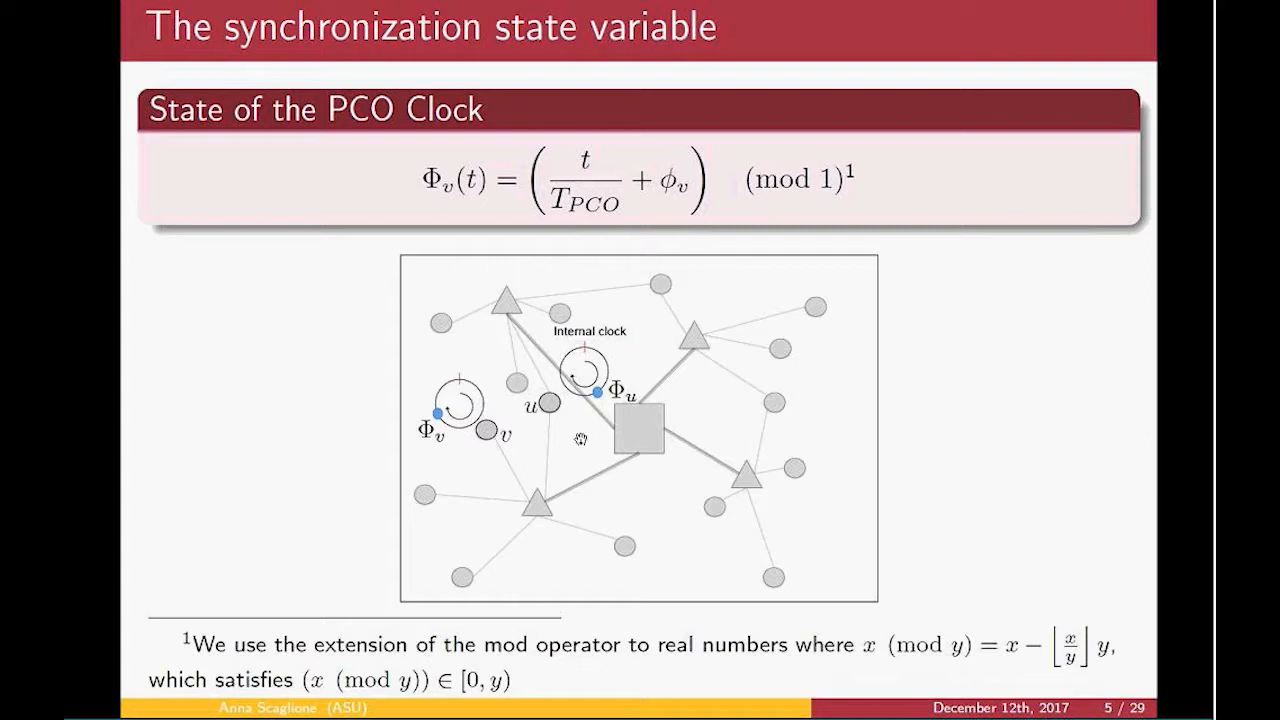 The synchronization state variable
State of the PCO Clock
Φ_v(t) = (t/T_PCO + ϕ_v) (mod 1)¹
Internal clock
Φ_u
u
Φ_v
v
¹We use the extension of the mod operator to real numbers where x (mod y) = x − ⌊x/y⌋ y,
which satisfies (x (mod y)) ∈ [0, y)
Anna Scaglione (ASU) December 12th, 2017 5 / 29